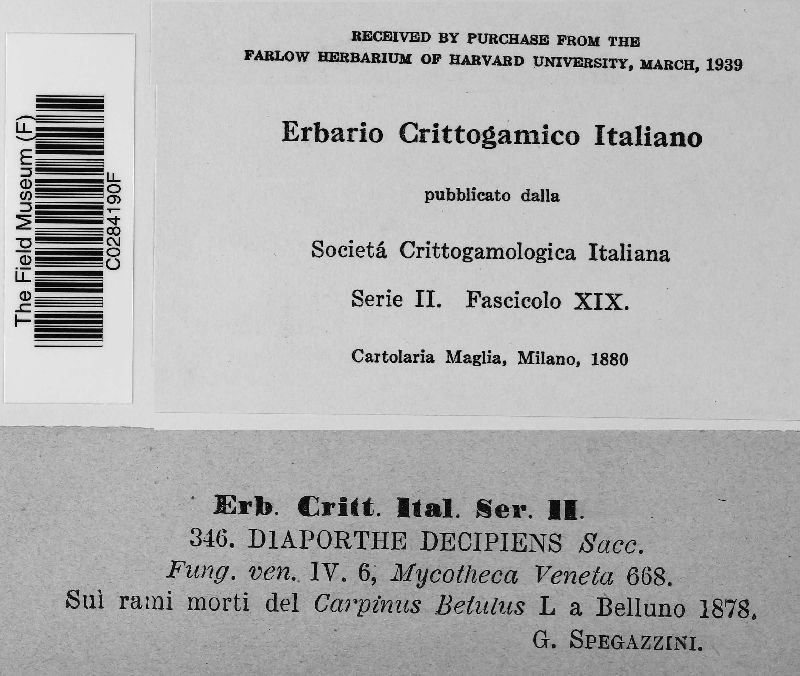 RECEIVED BY PURCHASE FROM THE
FARLOW HERBARIUM OF HARVARD UNIVERSITY, MARCH, 1939
Erbario Crittogamico Italiano
pubblicato dalla
Societá Crittogamologica Italiana
Serie II. Fascicolo XIX.
Cartolaria Maglia, Milano, 1880
The Field Museum (F)
C0284190F
Erb. Critt. Ital. Ser. II.
346. DIAPORTHE DECIPIENS Sacc.
Fung. ven. IV. 6, Mycotheca Veneta 668.
Sui rami morti del Carpinus Betulus L a Belluno 1878.
G. SPEGAZZINI.